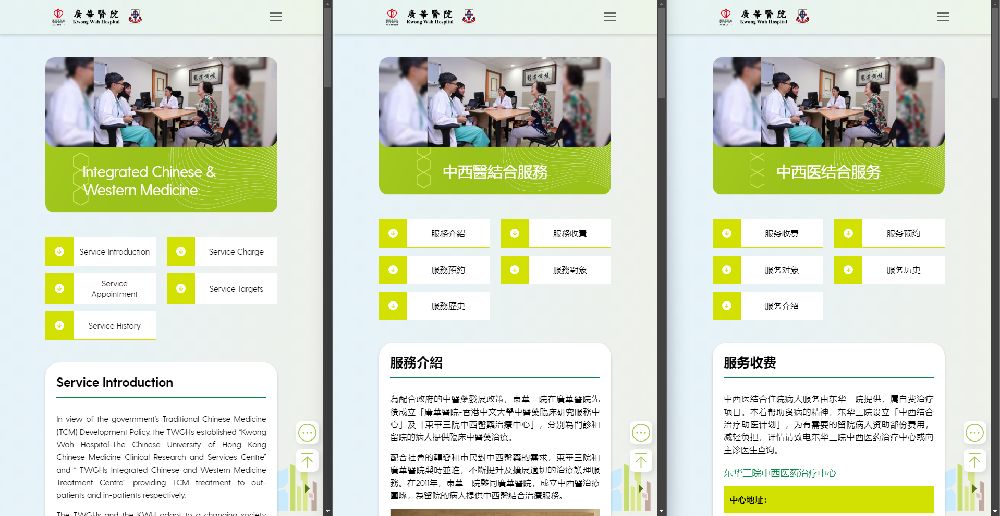 廣華醫院
Kwong Wah Hospital
Integrated Chinese &
Western Medicine
Service Introduction
Service Charge
Service
Appointment
Service Targets
Service History
Service Introduction
In view of the government's Traditional Chinese Medicine
(TCM) Development Policy, the TWGHs established “Kwong
Wah Hospital-The Chinese University of Hong Kong
Chinese Medicine Clinical Research and Services Centre”
and “ TWGHs Integrated Chinese and Western Medicine
Treatment Centre”, providing TCM treatment to out-
patients and in-patients respectively.
The TWGHs and the KWH adapt to a changing society
廣華醫院
Kwong Wah Hospital
中西醫結合服務
服務介紹
服務收費
服務預約
服務對象
服務歷史
服務介紹
為配合政府的中醫藥發展政策，東華三院在廣華醫院先
後成立「廣華醫院-香港中文大學中醫藥臨床研究服務中
心」及「東華三院中西醫藥治療中心」，分別為門診和
留院的病人提供臨床中醫藥治療。
配合社會的轉變和市民對中西醫藥的需求，東華三院和
廣華醫院與時並進，不斷提升及擴展適切的治療護理服
務。在2011年，東華三院夥同廣華醫院，成立中西醫治療
團隊，為留院的病人提供中西醫結合治療服務。
廣華醫院
Kwong Wah Hospital
中西医结合服务
服务收费
服务预约
服务对象
服务历史
服务介绍
服务收费
中西医结合住院病人服务由东华三院提供，属自费治疗
项目。本着帮助贫病的精神，东华三院设立「中西结合
治疗助医计划」，为有需要的留院病人资助部份费用，
减轻负担，详情请致电东华三院中西医药治疗中心或向
主诊医生查询。
东华三院中西医药治疗中心
中心地址：